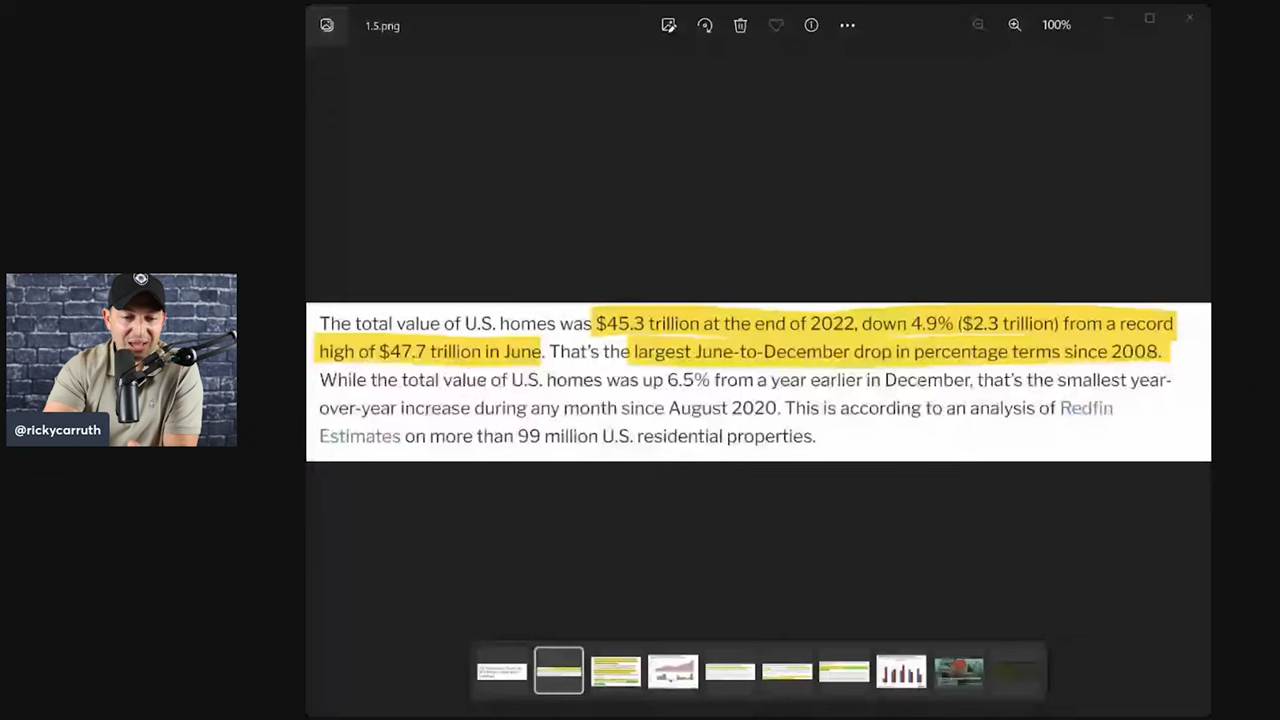 1.5.png
100%
The total value of U.S. homes was $45.3 trillion at the end of 2022, down 4.9% ($2.3 trillion) from a record
high of $47.7 trillion in June. That's the largest June-to-December drop in percentage terms since 2008.
While the total value of U.S. homes was up 6.5% from a year earlier in December, that's the smallest year-
over-year increase during any month since August 2020. This is according to an analysis of Redfin
Estimates on more than 99 million U.S. residential properties.
@rickycarruth